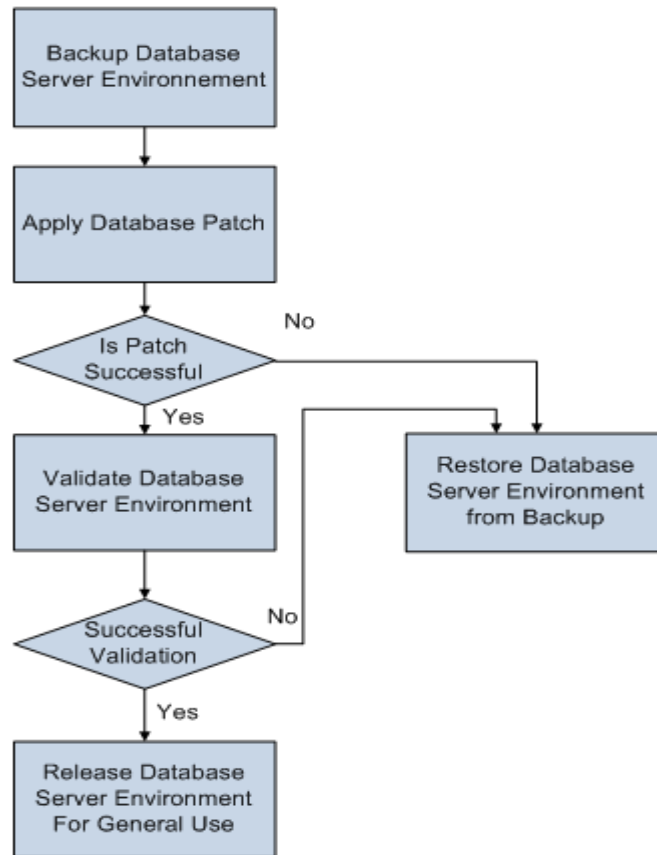 Backup Database
Server Environnement
Apply Database Patch
No
Is Patch
Successful
Yes
Validate Database
Server Environment
Restore Database
Server Environment
from Backup
No
Successful
Validation
Yes
Release Database
Server Environment
For General Use